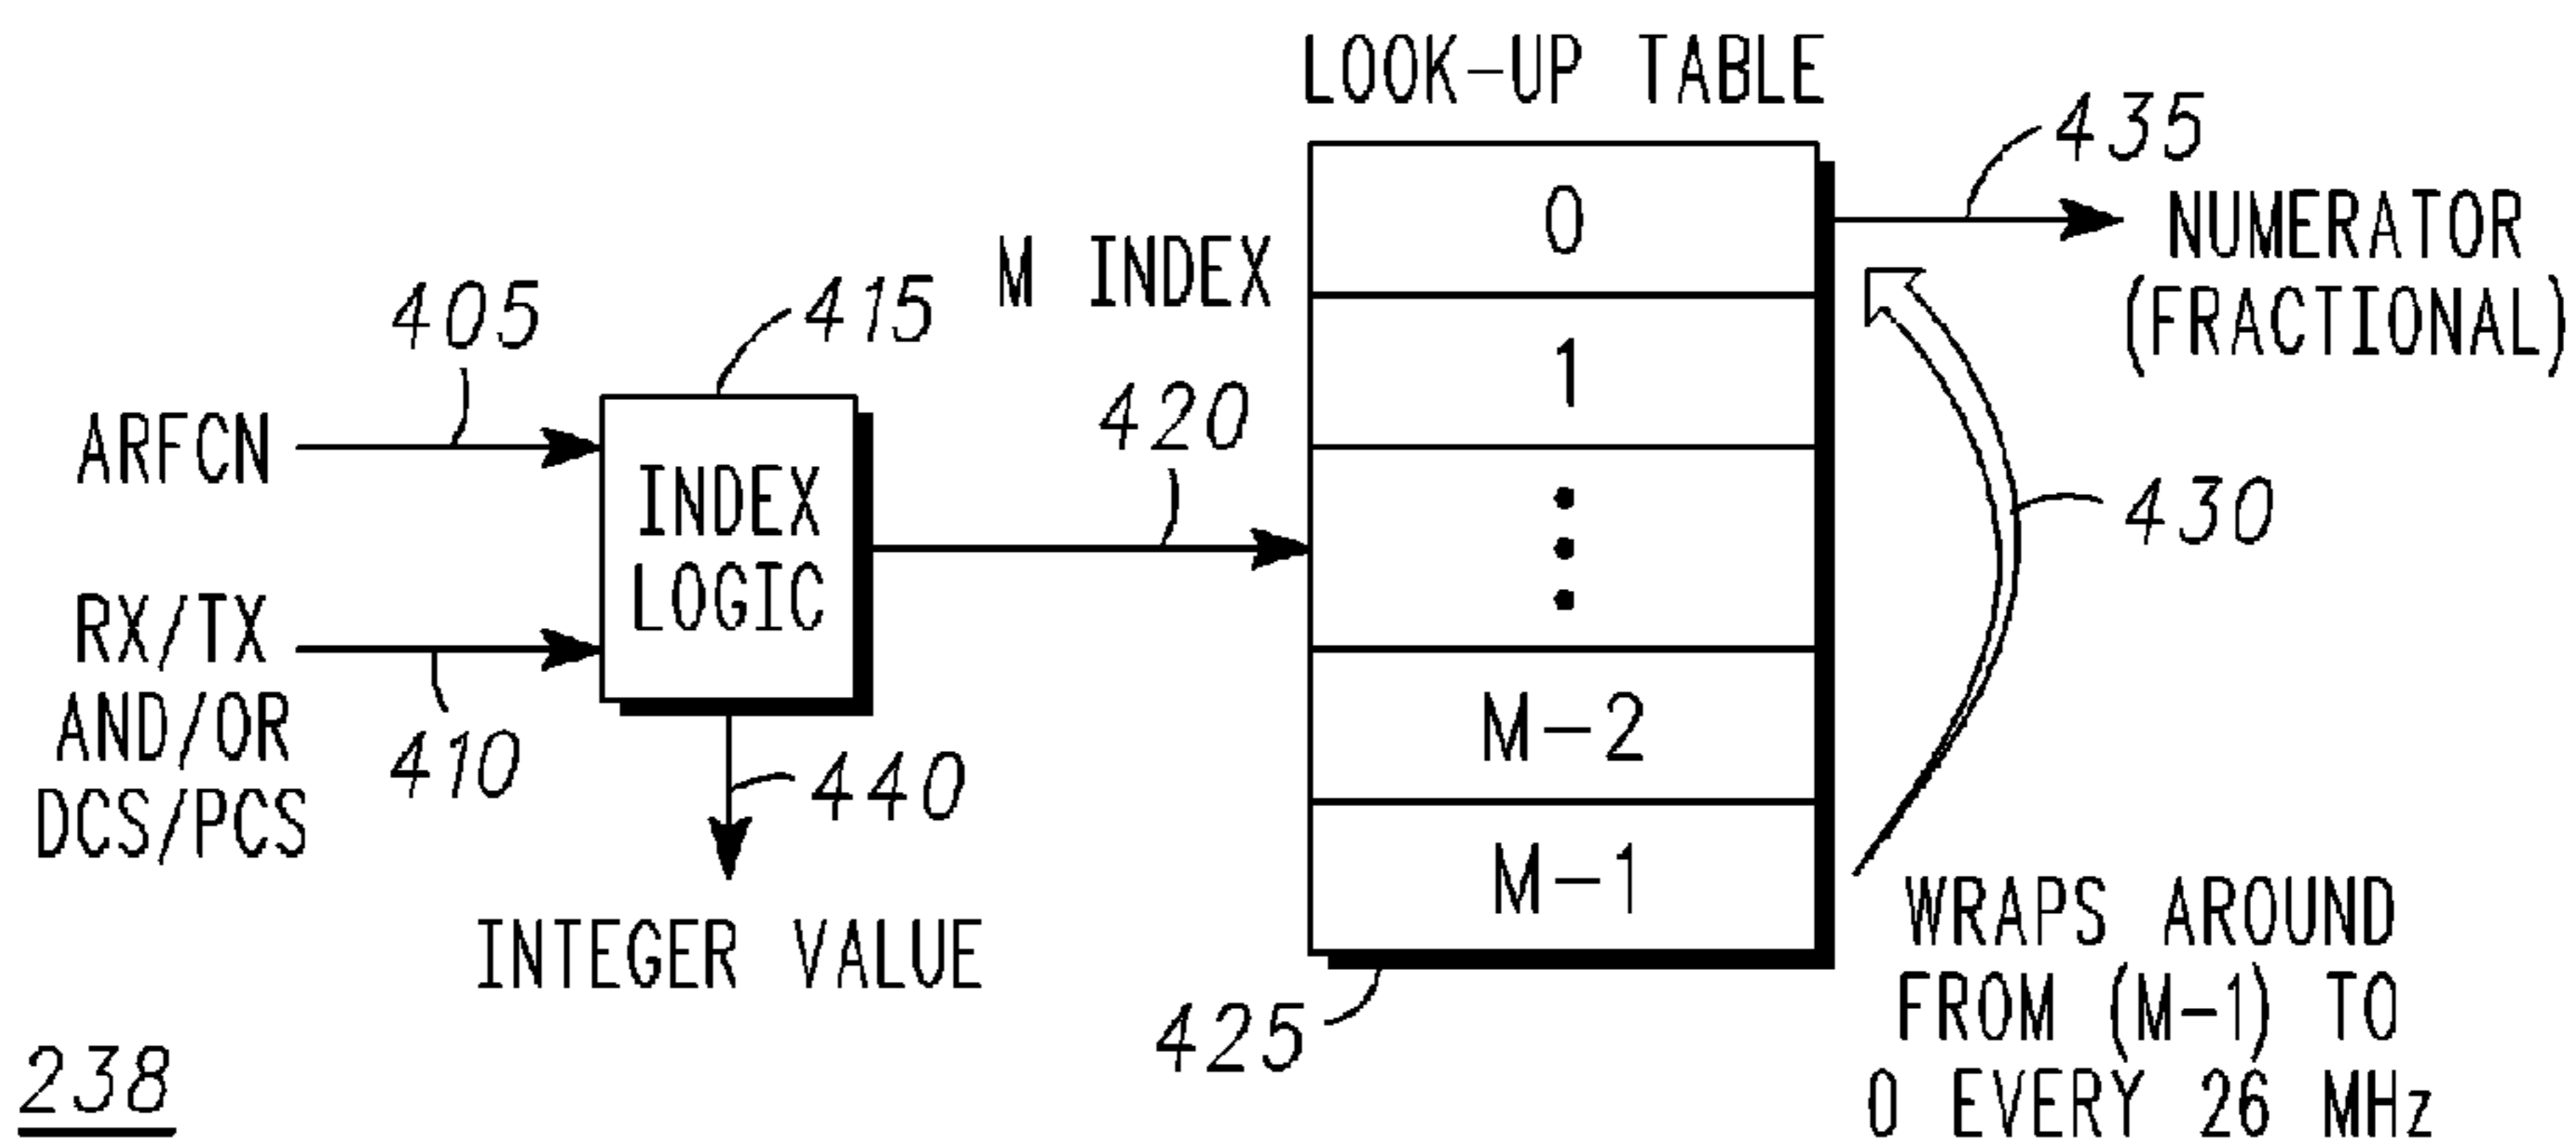 LOOK-UP TABLE
0
1
M-2
M-1
435
NUMERATOR
(FRACTIONAL)
M INDEX
420
415
405
ARFCN
INDEX
LOGIC
RX/TX
AND/OR
DCS/PCS
410
440
INTEGER VALUE
430
WRAPS AROUND
FROM (M-1) TO
0 EVERY 26 MHz
425
238